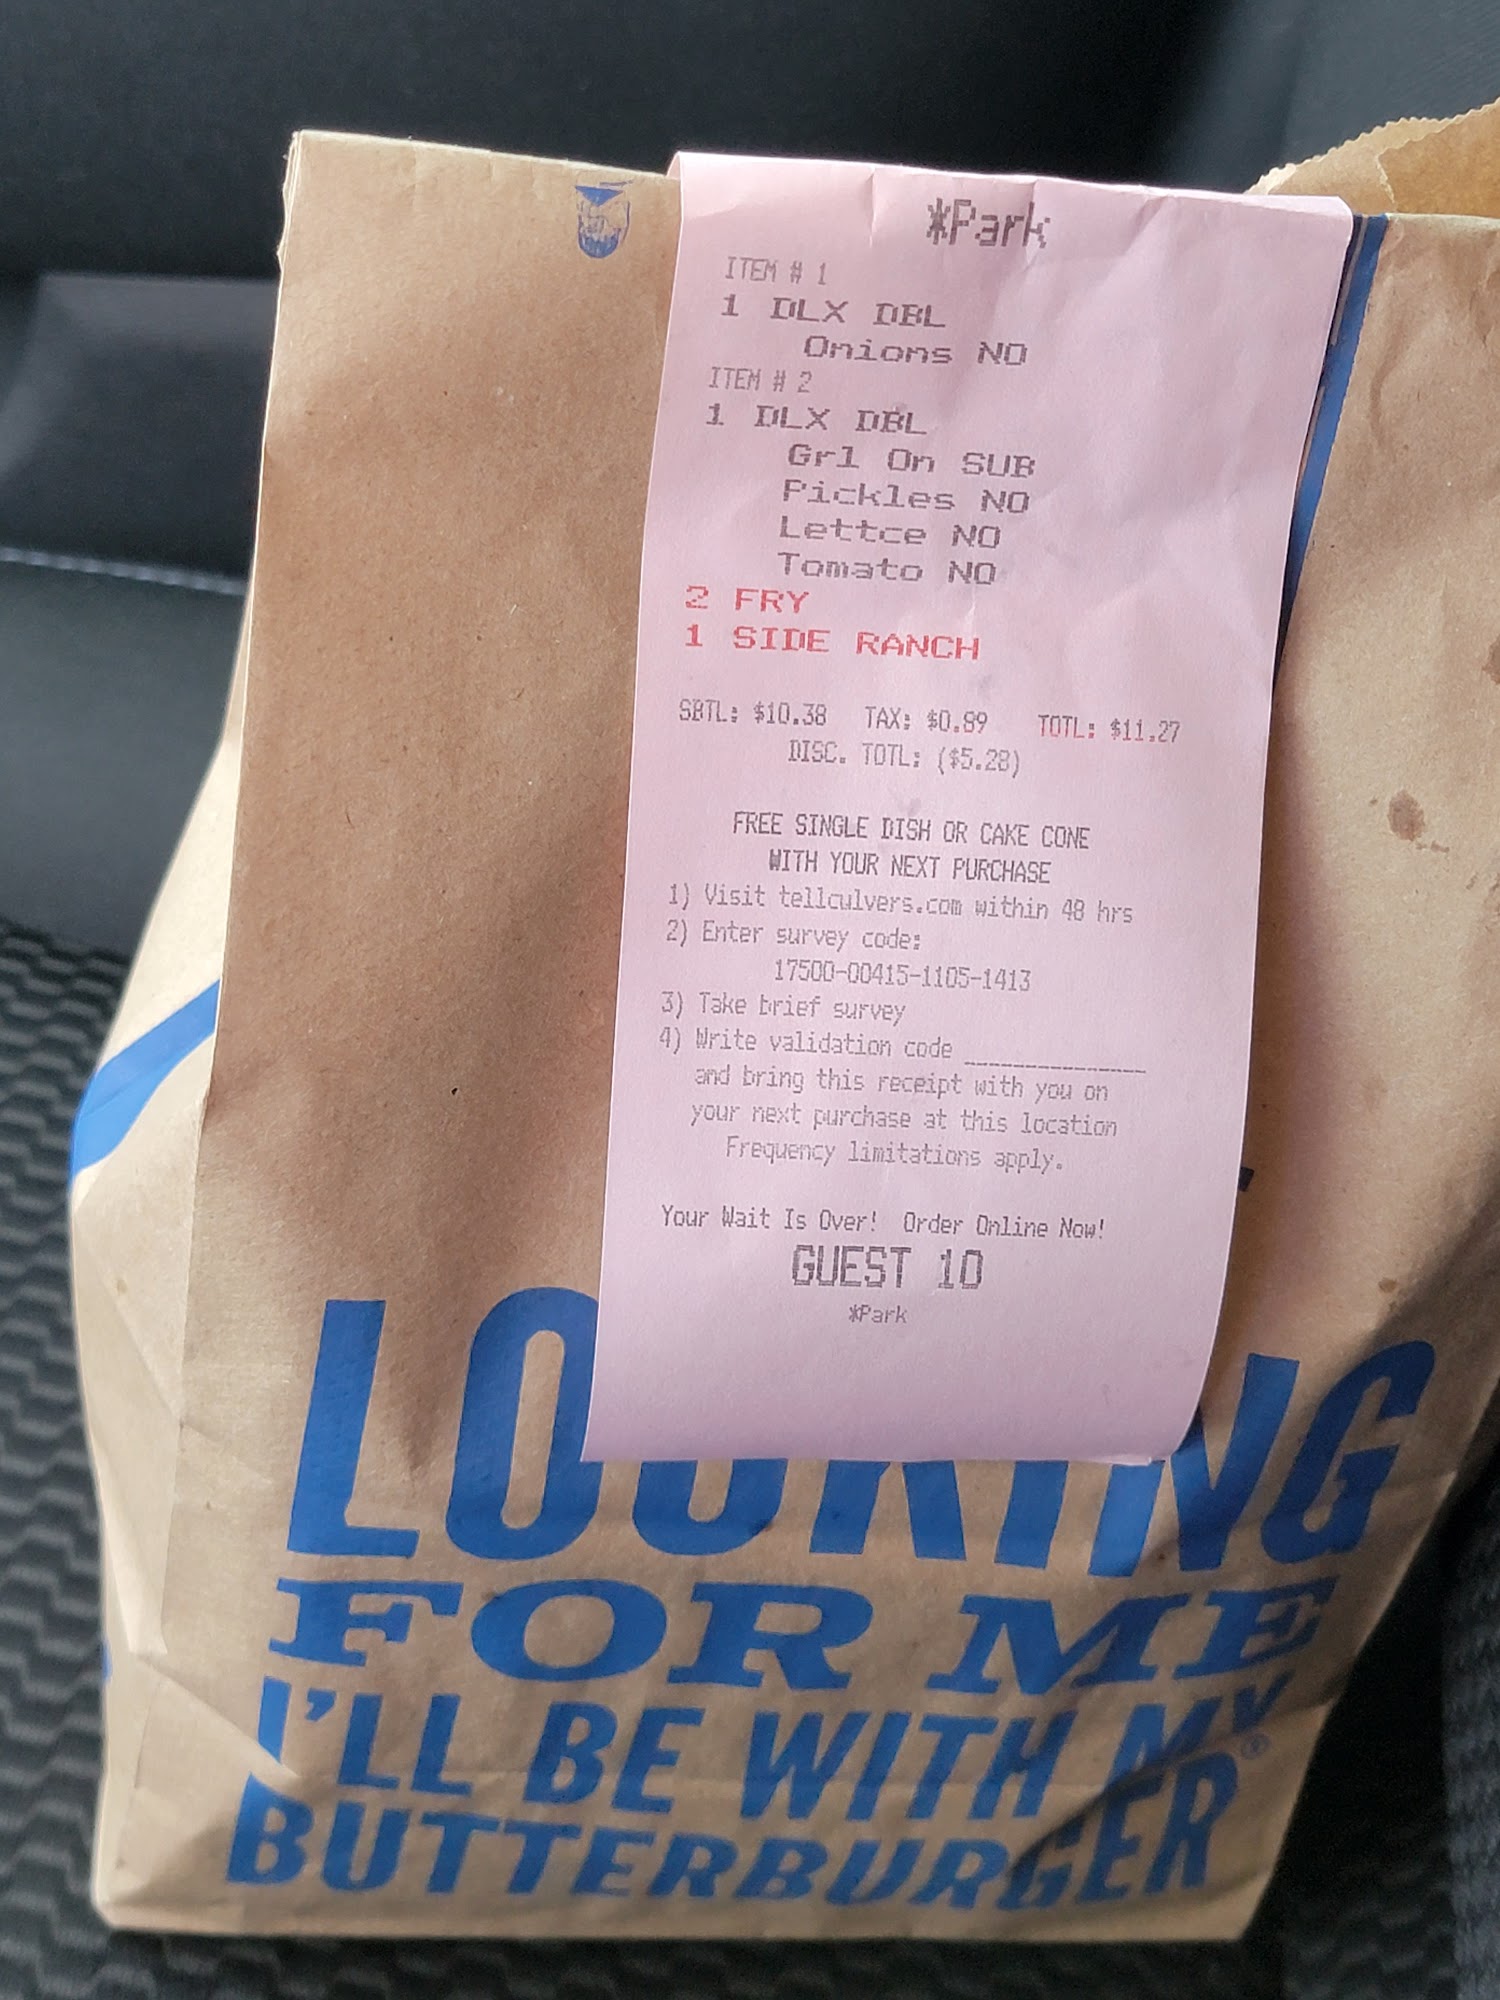 *Park
ITEM # 1
1 DLX DBL
Onions NO
ITEM # 2
1 DLX DBL
Grl On SUB
Pickles NO
Lettce NO
Tomato NO
2 FRY
1 SIDE RANCH
SBTL: $10.38 TAX: $0.89 TOTL: $11.27
DISC. TOTL: ($5.28)
FREE SINGLE DISH OR CAKE CONE
WITH YOUR NEXT PURCHASE
1) Visit tellculvers.com within 48 hrs
2) Enter survey code:
17500-00415-1105-1413
3) Take brief survey
4) Write validation code _______________
and bring this receipt with you on
your next purchase at this location
Frequency limitations apply.
Your Wait Is Over! Order Online Now!
GUEST 10
*Park
LOOKING
FOR ME
I'LL BE WITH MY
BUTTERBURGER®